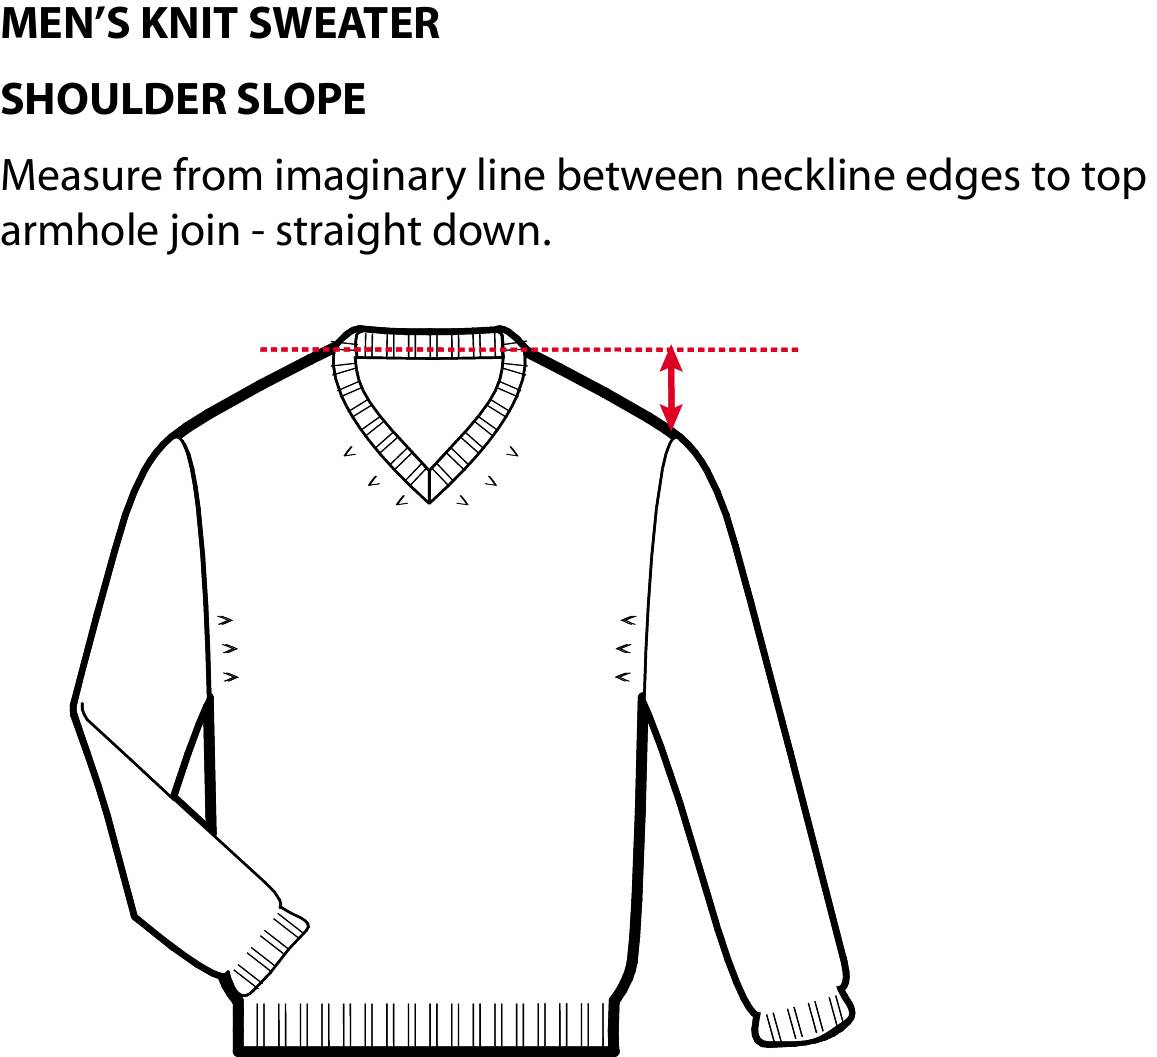 MEN’S KNIT SWEATER
SHOULDER SLOPE
Measure from imaginary line between neckline edges to top
armhole join - straight down.